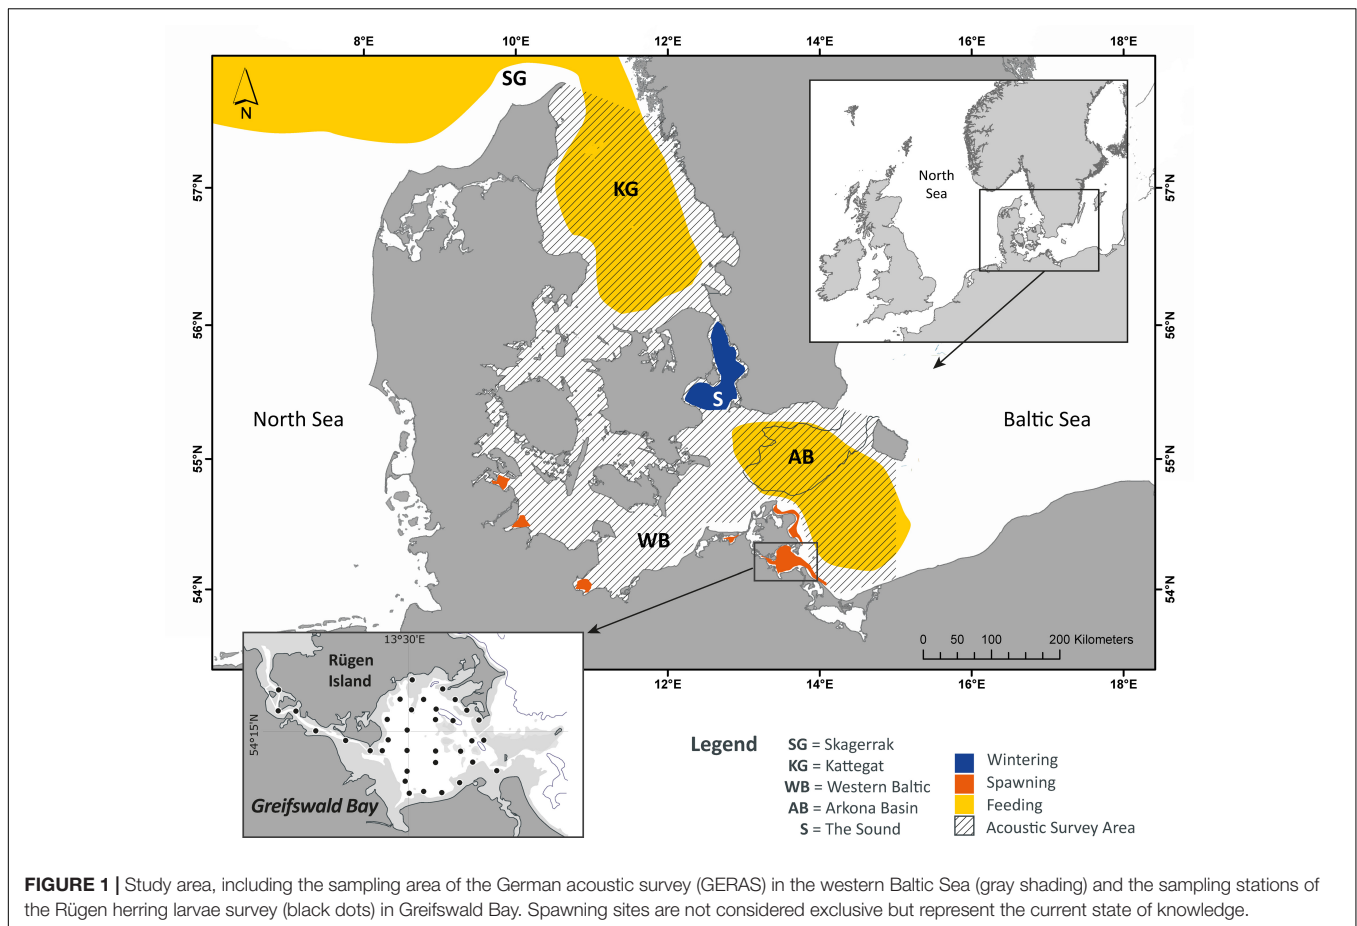 8°E
10°E
12°E
14°E
16°E
18°E
SG
N
KG
57°N
57°N
North
Sea
56°N
56°N
S
North Sea
Baltic Sea
AB
55°N
55°N
WB
54°N
54°N
0 50 100 200 Kilometers
13°30'E
Rügen
Island
12°E
14°E
16°E
18°E
54°15'N
Greifswald Bay
Legend
SG = Skagerrak
KG = Kattegat
WB = Western Baltic
AB = Arkona Basin
S = The Sound
Wintering
Spawning
Feeding
Acoustic Survey Area
FIGURE 1 | Study area, including the sampling area of the German acoustic survey (GERAS) in the western Baltic Sea (gray shading) and the sampling stations of
the Rügen herring larvae survey (black dots) in Greifswald Bay. Spawning sites are not considered exclusive but represent the current state of knowledge.